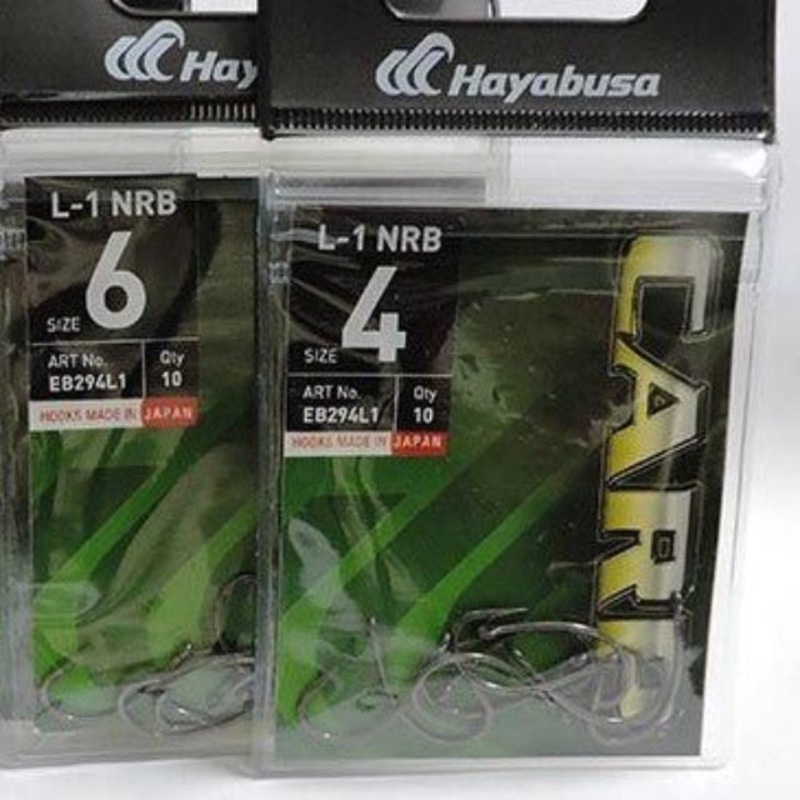 Hay
L-1 NRB
6
SIZE
ART No. Qty
EB294L1 10
HOOKS MADE IN JAPAN
Hayabusa
L-1 NRB
4
SIZE
ART No. Qty
EB294L1 10
HOOKS MADE IN JAPAN
CARP